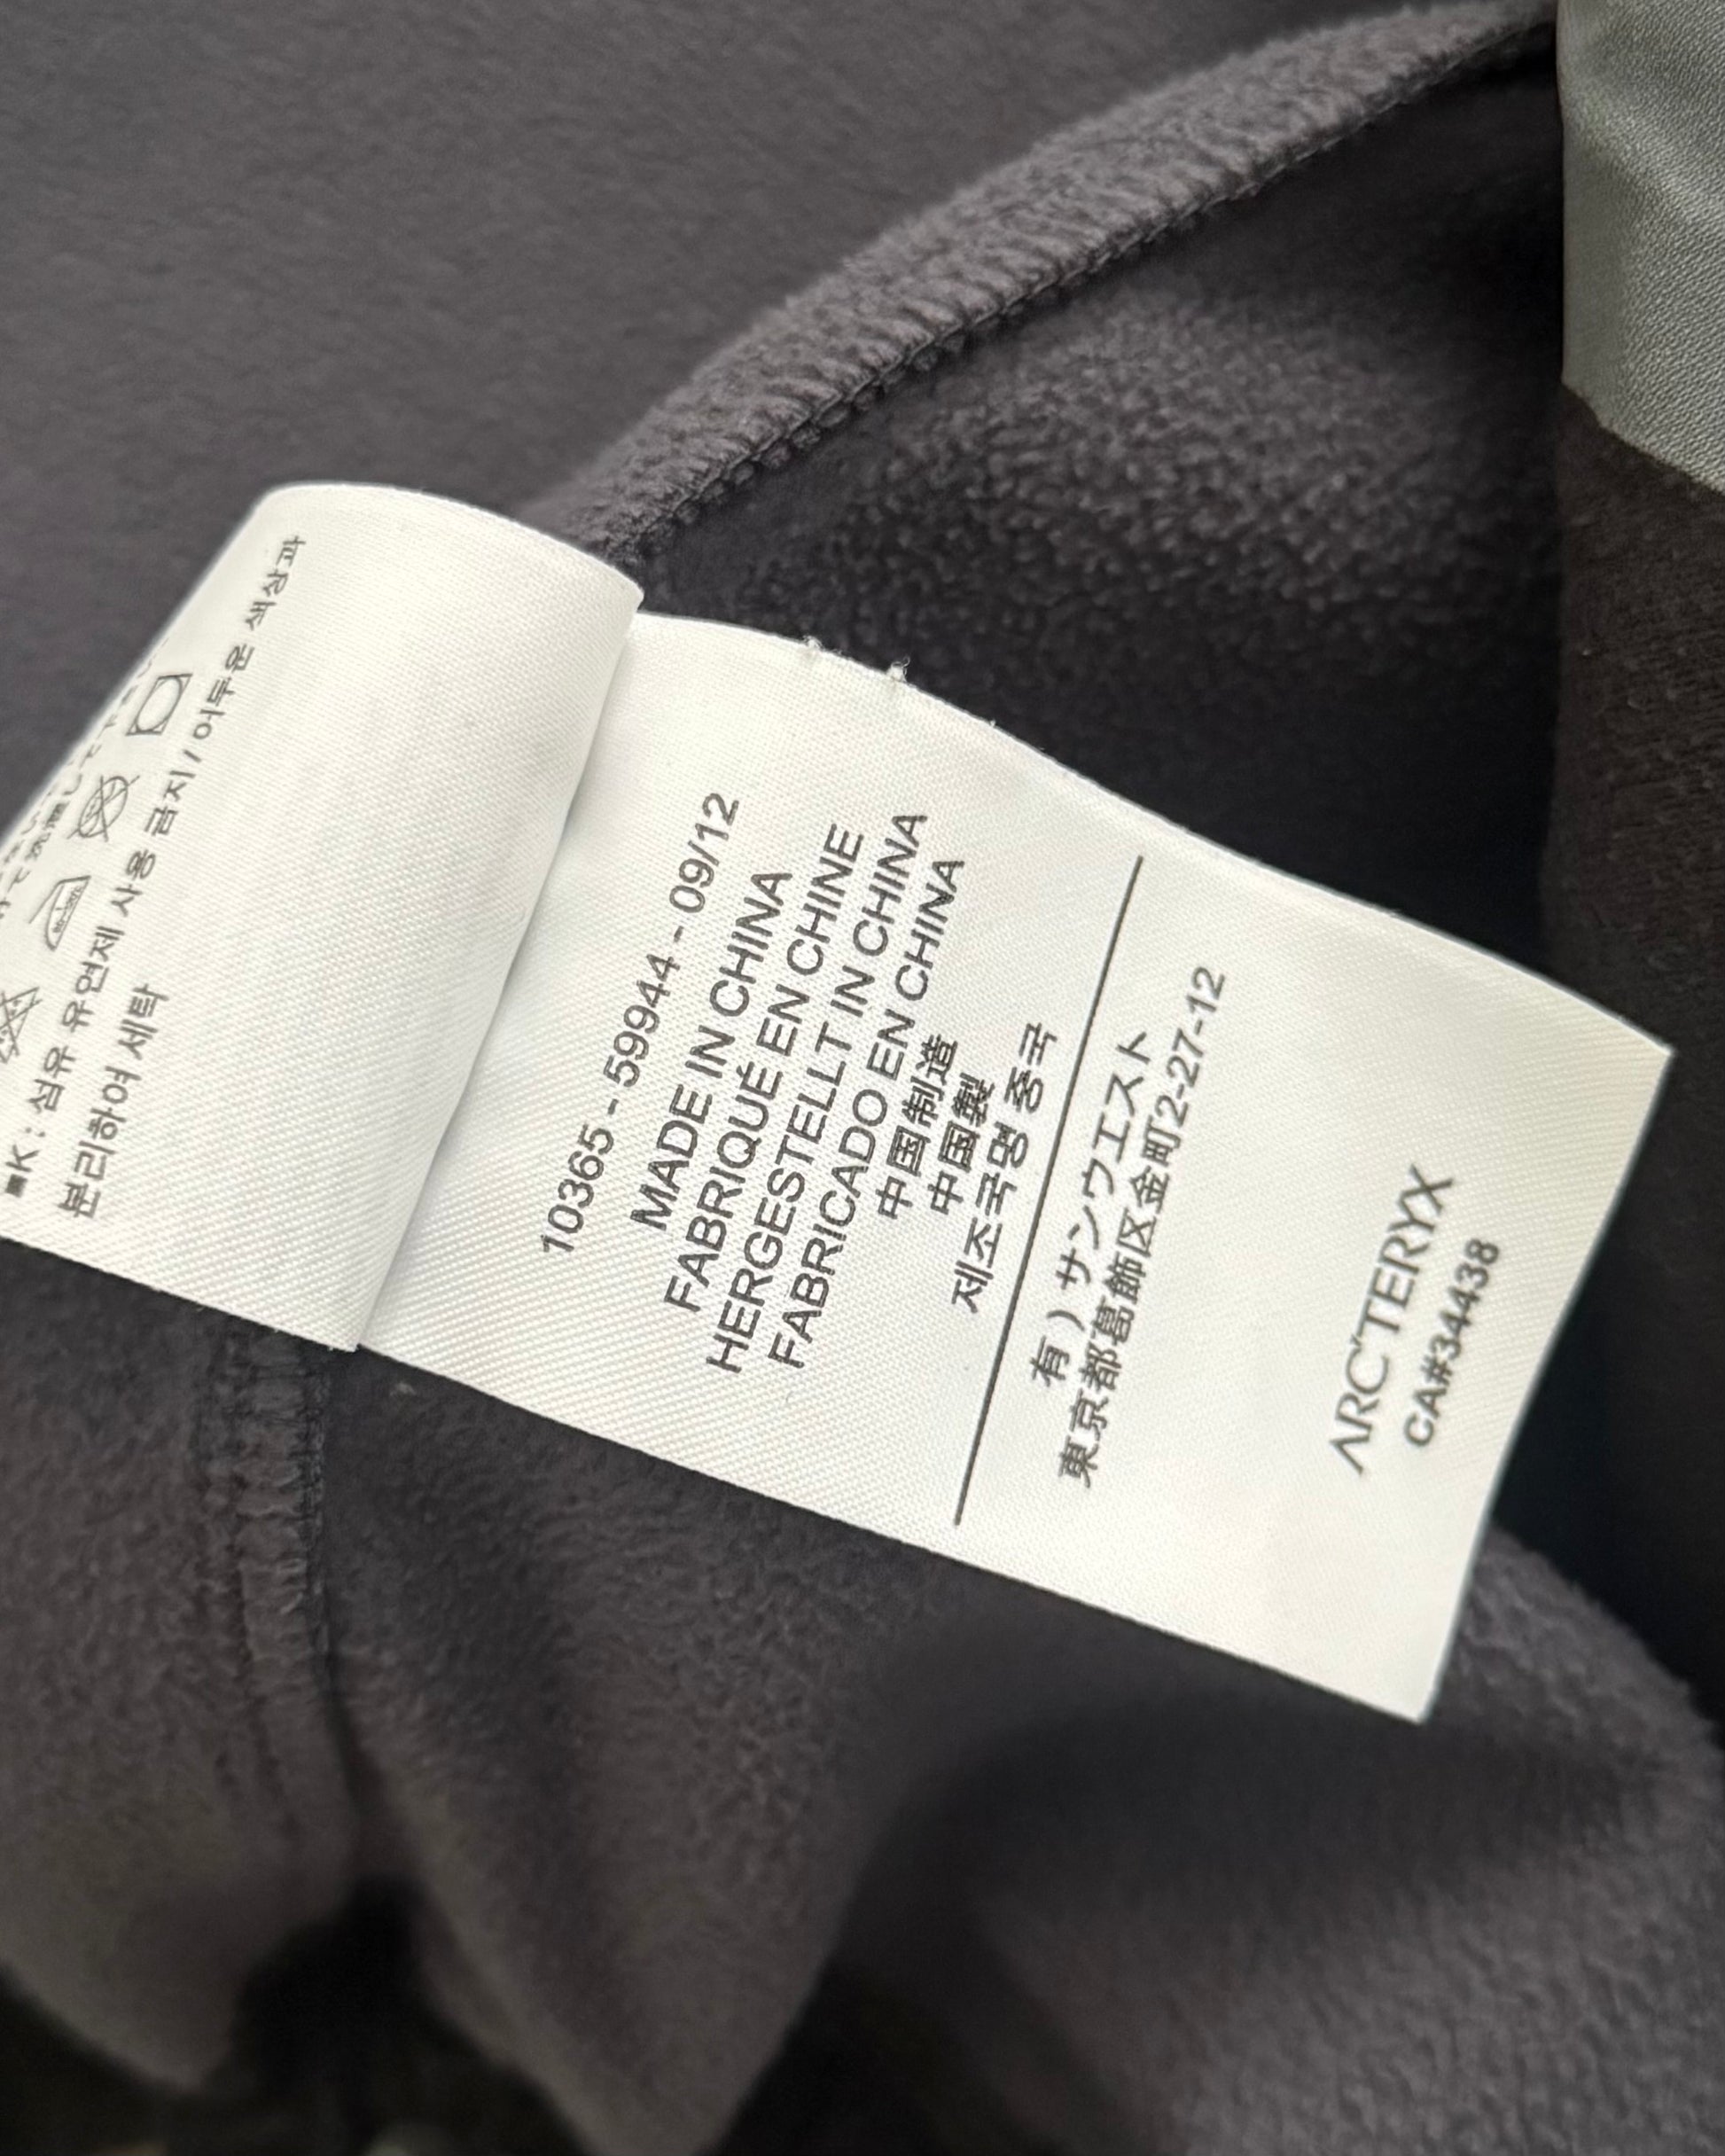 K : 섬유 유연제 사용 금지 / 어두운 색상과
분리하여 세탁
10365 - 59944 - 09/12
MADE IN CHINA
FABRIQUÉ EN CHINE
HERGESTELLT IN CHINA
FABRICADO EN CHINA
中国制造
中国製
제조국명 중국
有 ) サンウエスト
東京都葛飾区金町2-27-12
ARC'TERYX
CA#34438